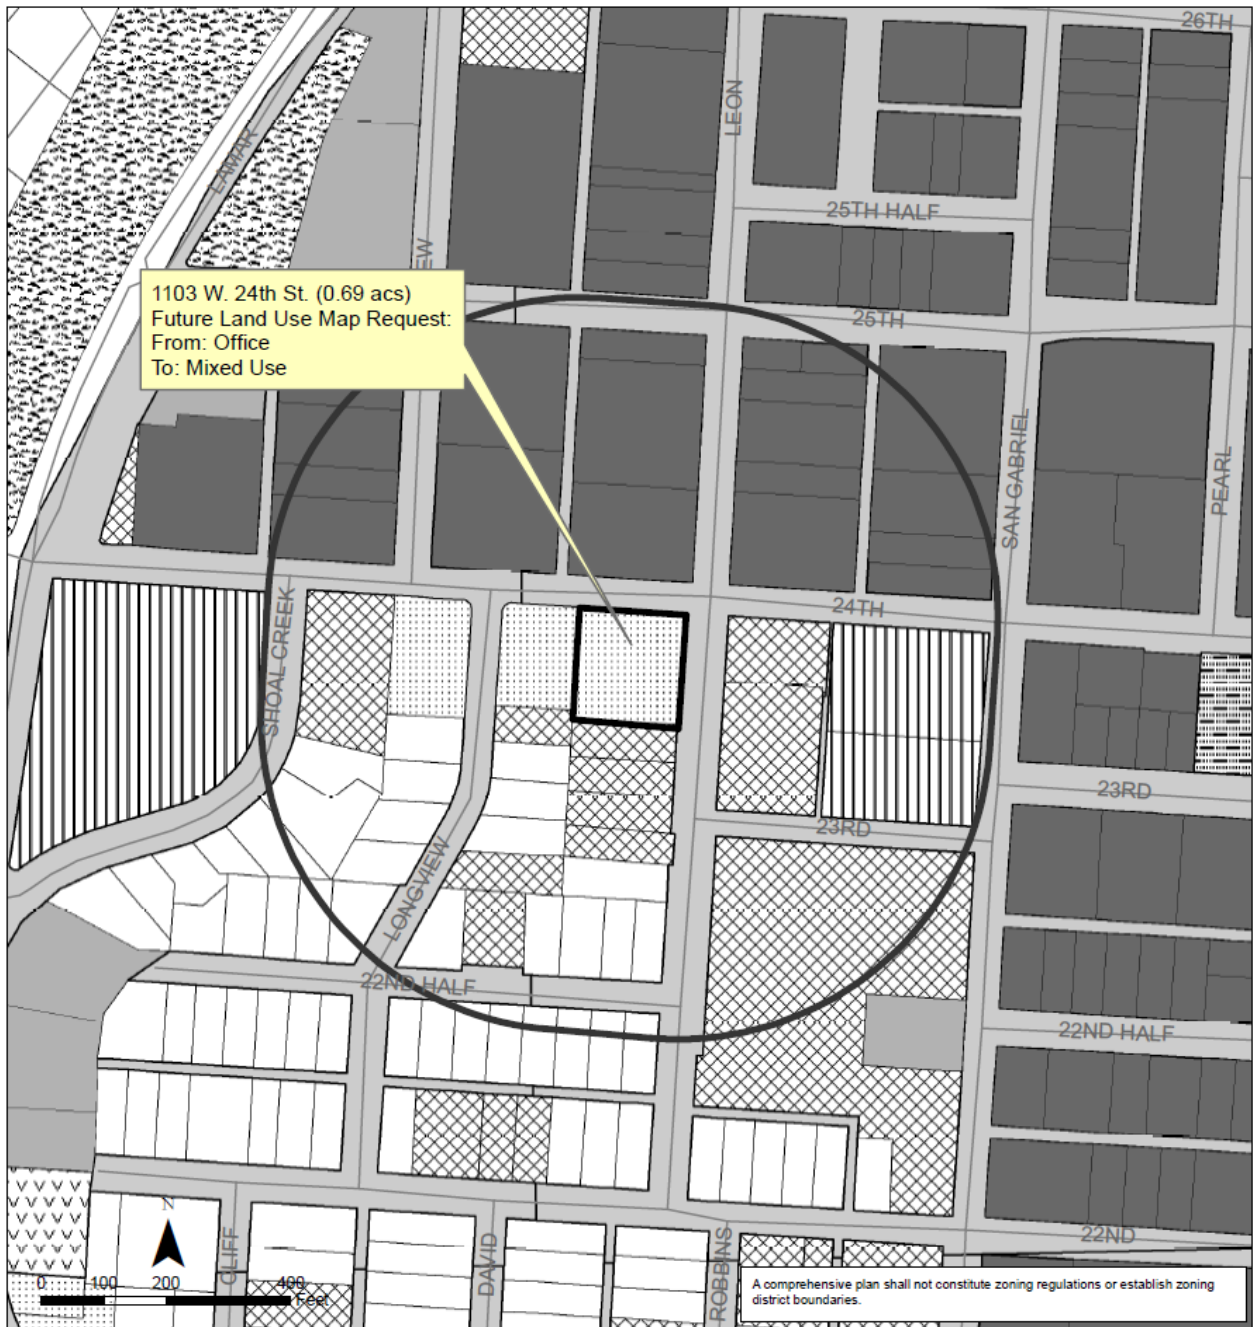 26TH
LEON
LAMAR
25TH HALF
EW
1103 W. 24th St. (0.69 acs)
Future Land Use Map Request:
From: Office
To: Mixed Use
25TH
SAN GABRIEL
PEARL
24TH
SHOAL CREEK
23RD
23RD
LONGVIEW
22ND HALF
22ND HALF
N
CLIFF
DAVID
ROBBINS
22ND
0 100 200 400
Feet
A comprehensive plan shall not constitute zoning regulations or establish zoning
district boundaries.